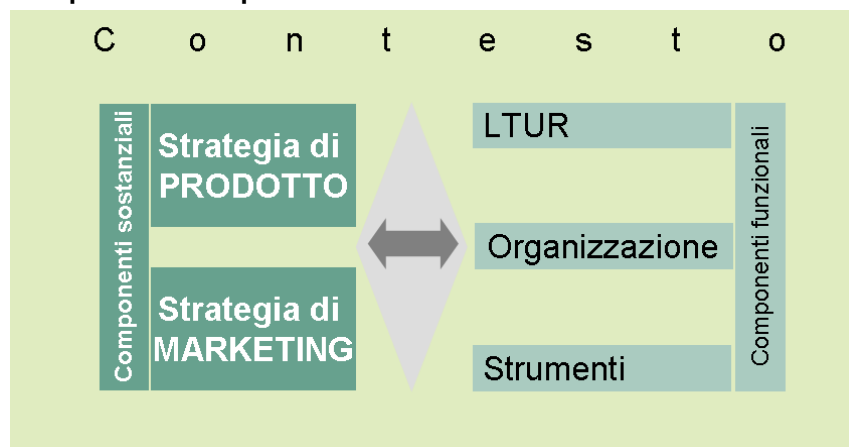 C o n t e s t o
Componenti sostanziali
Strategia di
PRODOTTO
Strategia di
MARKETING
LTUR
Organizzazione
Strumenti
Componenti funzionali